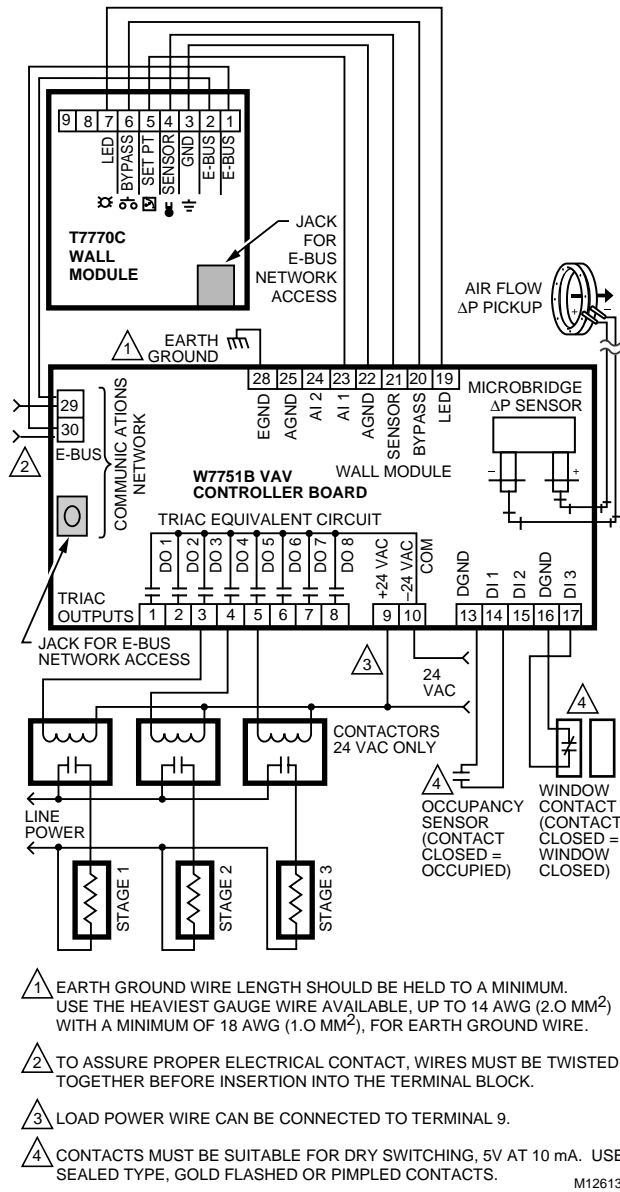 9 8 7 6 5 4 3 2 1
LED
BYPASS
SET PT
SENSOR
GND
E-BUS
E-BUS
T7770C
WALL
MODULE
JACK
FOR
E-BUS
NETWORK
ACCESS
AIR FLOW
ΔP PICKUP
+
−
1
EARTH
GROUND
28 25 24 23 22 21 20 19
EGND
AGND
AI 2
AI 1
AGND
SENSOR
BYPASS
LED
WALL MODULE
MICROBRIDGE
ΔP SENSOR
− +
29
30
E-BUS
2
COMMUNICATIONS
NETWORK
W7751B VAV
CONTROLLER BOARD
TRIAC EQUIVALENT CIRCUIT
DO 1
DO 2
DO 3
DO 4
DO 5
DO 6
DO 7
DO 8
+24 VAC
−24 VAC
COM
DGND
DI 1
DI 2
DGND
DI 3
TRIAC
OUTPUTS
1 2 3 4 5 6 7 8
9 10
13 14 15 16 17
JACK FOR E-BUS
NETWORK ACCESS
3
24
VAC
CONTACTORS
24 VAC ONLY
4
4
OCCUPANCY
SENSOR
(CONTACT
CLOSED =
OCCUPIED)
WINDOW
CONTACT
(CONTACT
CLOSED =
WINDOW
CLOSED)
LINE
POWER
STAGE 1
STAGE 2
STAGE 3
1 EARTH GROUND WIRE LENGTH SHOULD BE HELD TO A MINIMUM.
USE THE HEAVIEST GAUGE WIRE AVAILABLE, UP TO 14 AWG (2.O MM2)
WITH A MINIMUM OF 18 AWG (1.O MM2), FOR EARTH GROUND WIRE.
2 TO ASSURE PROPER ELECTRICAL CONTACT, WIRES MUST BE TWISTED
TOGETHER BEFORE INSERTION INTO THE TERMINAL BLOCK.
3 LOAD POWER WIRE CAN BE CONNECTED TO TERMINAL 9.
4 CONTACTS MUST BE SUITABLE FOR DRY SWITCHING, 5V AT 10 mA. USE
SEALED TYPE, GOLD FLASHED OR PIMPLED CONTACTS.
M12613